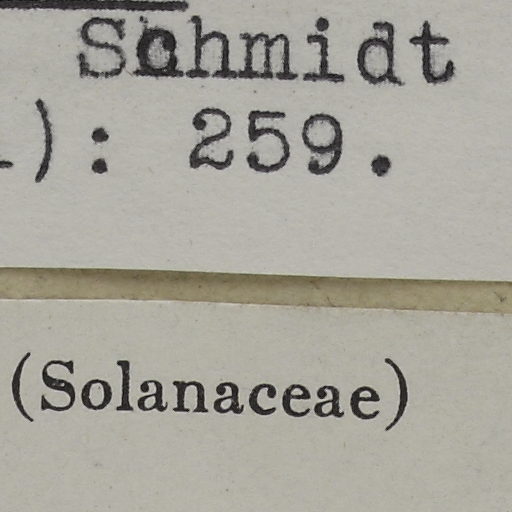 Schmidt
): 259.
(Solanaceae)